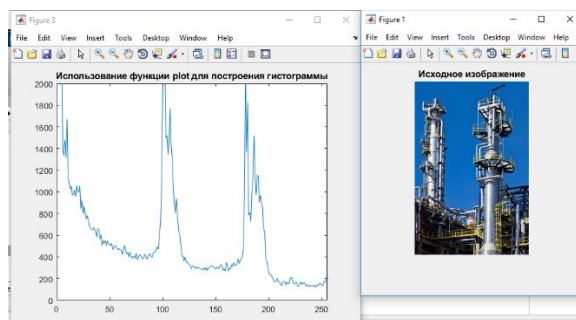 Figure 3
File Edit View Insert Tools Desktop Window Help
Использование функции plot для построения гистограммы
2000
1800
1600
1400
1200
1000
800
600
400
200
0
0 50 100 150 200 250
Figure 1
File Edit View Insert Tools Desktop Window Help
Исходное изображение